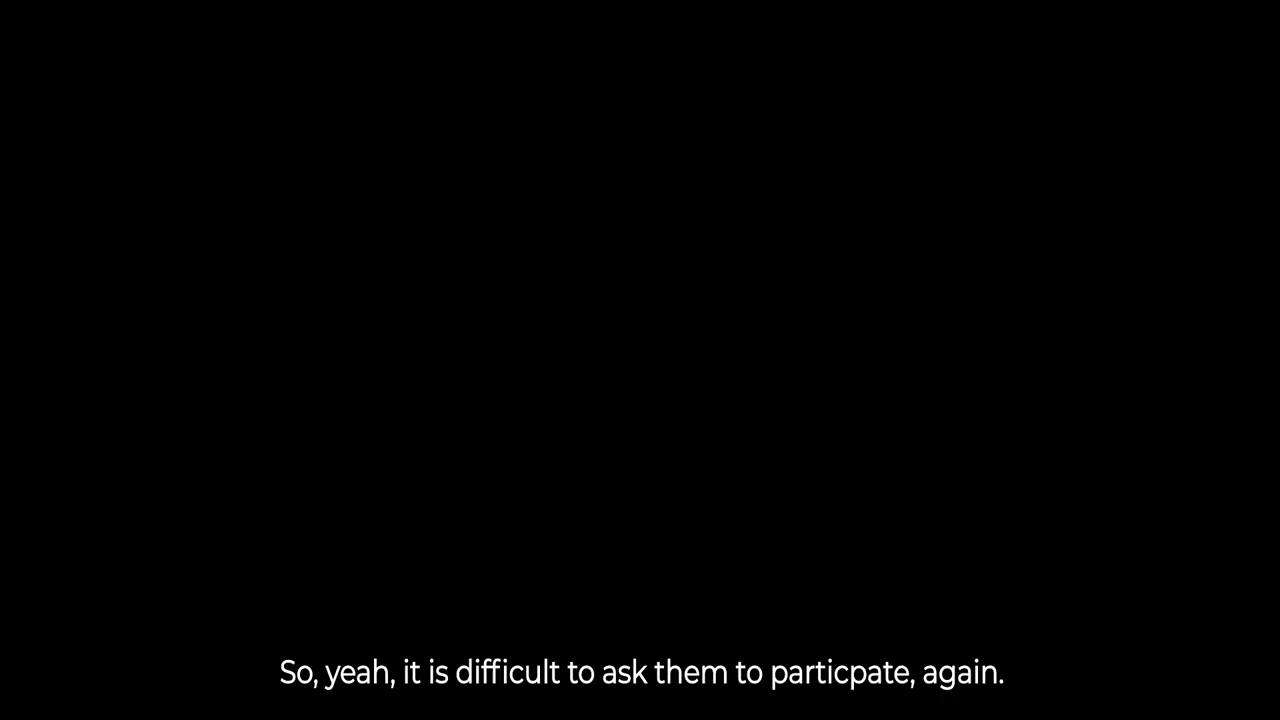 So, yeah, it is difficult to ask them to particpate, again.